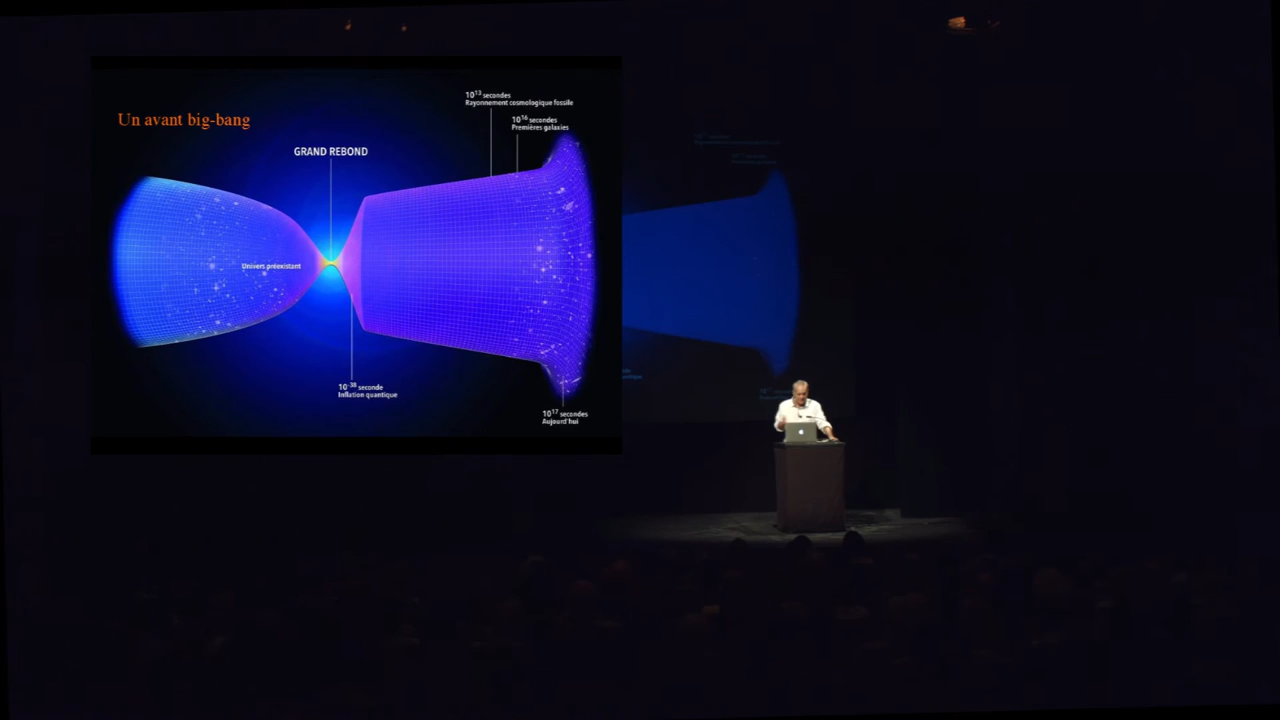 Un avant big-bang
10¹³ secondes
Rayonnement cosmologique fossile
10¹⁶ secondes
Premières galaxies
GRAND REBOND
Univers préexistant
10⁻³⁸ seconde
Inflation quantique
10¹⁷ secondes
Aujourd'hui